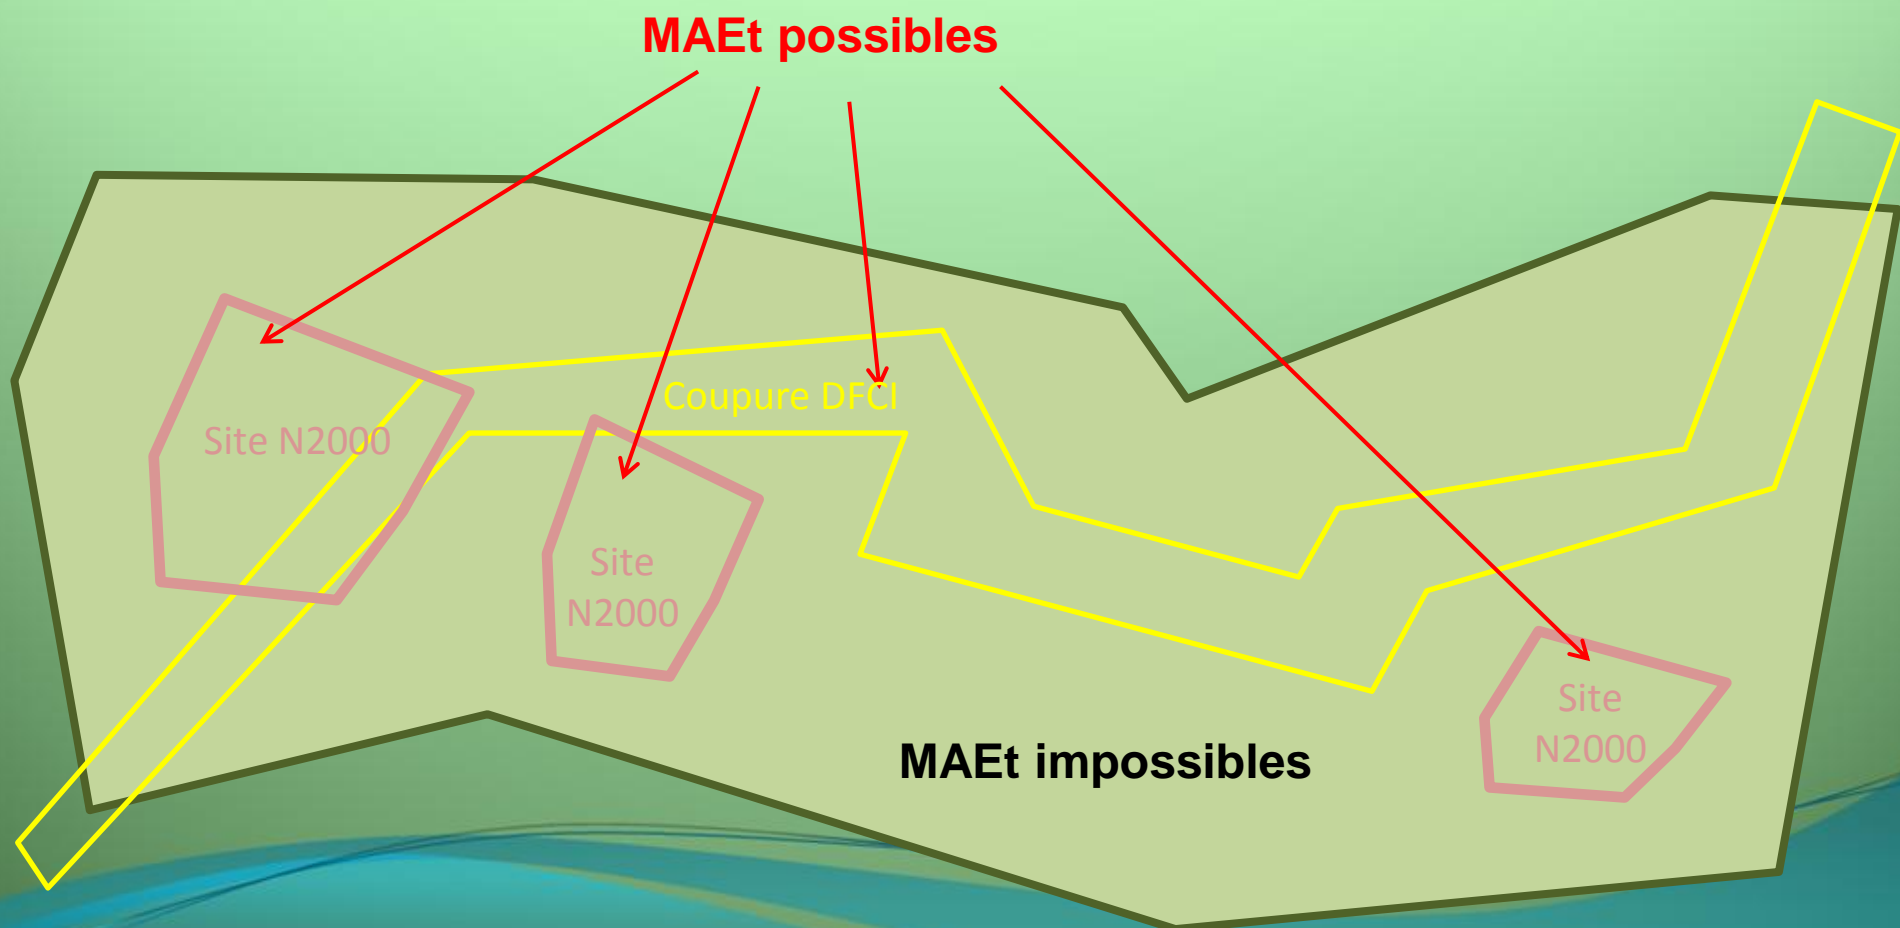 MAEt possibles
Coupure DFCI
Site N2000
Site
N2000
Site
N2000
MAEt impossibles